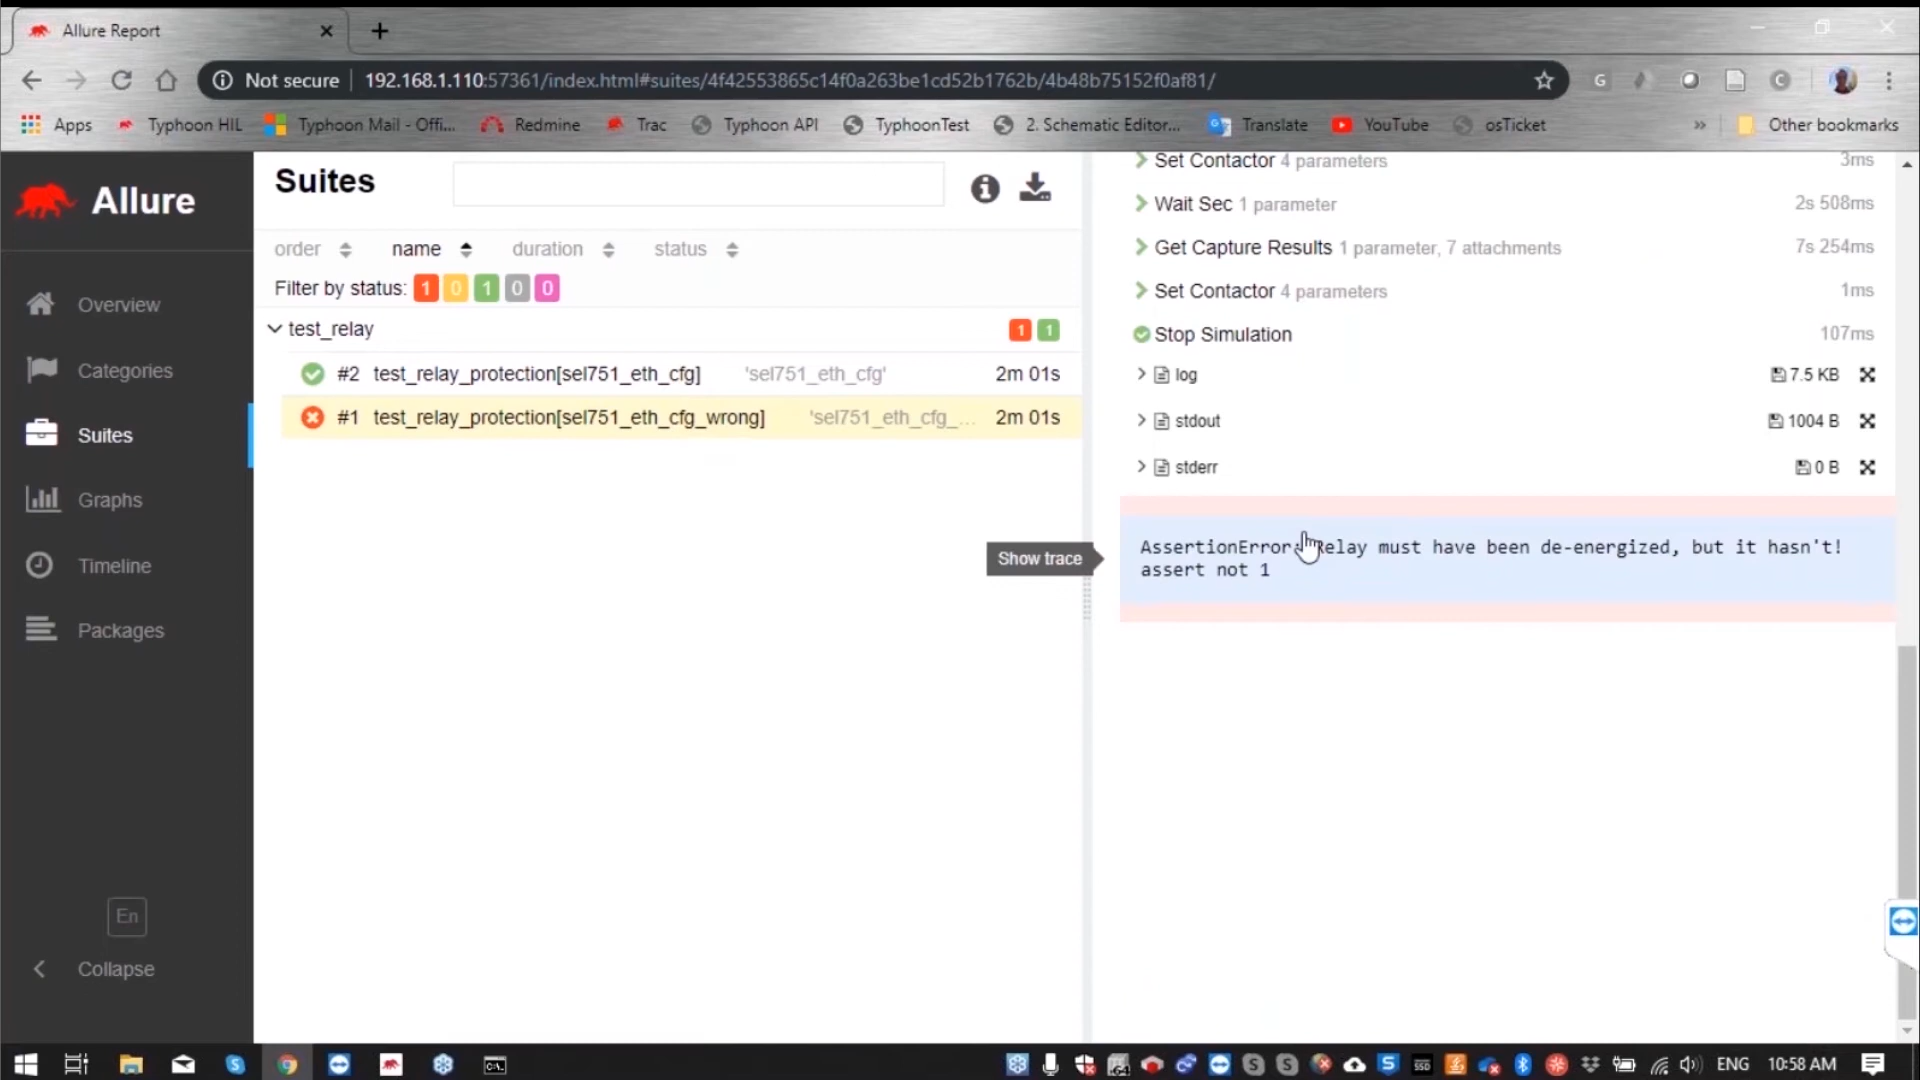 Allure Report
Not secure 192.168.1.110:57361/index.html#suites/4f42553865c14f0a263be1cd52b1762b/4b48b75152f0af81/
G C
Apps Typhoon HIL Typhoon Mail - Offi... Redmine Trac Typhoon API TyphoonTest 2. Schematic Editor... Translate YouTube osTicket » Other bookmarks
Allure
Overview
Categories
Suites
Graphs
Timeline
Packages
En
Collapse
Suites
order name duration status
Filter by status: 1 0 1 0 0
test_relay 1 1
#2 test_relay_protection[sel751_eth_cfg] 'sel751_eth_cfg' 2m 01s
#1 test_relay_protection[sel751_eth_cfg_wrong] 'sel751_eth_cfg_... 2m 01s
Set Contactor 4 parameters 3ms
Wait Sec 1 parameter 2s 508ms
Get Capture Results 1 parameter, 7 attachments 7s 254ms
Set Contactor 4 parameters 1ms
Stop Simulation 107ms
log 7.5 KB
stdout 1004 B
stderr 0 B
Show trace
AssertionError: Relay must have been de-energized, but it hasn't!
assert not 1
ENG 10:58 AM